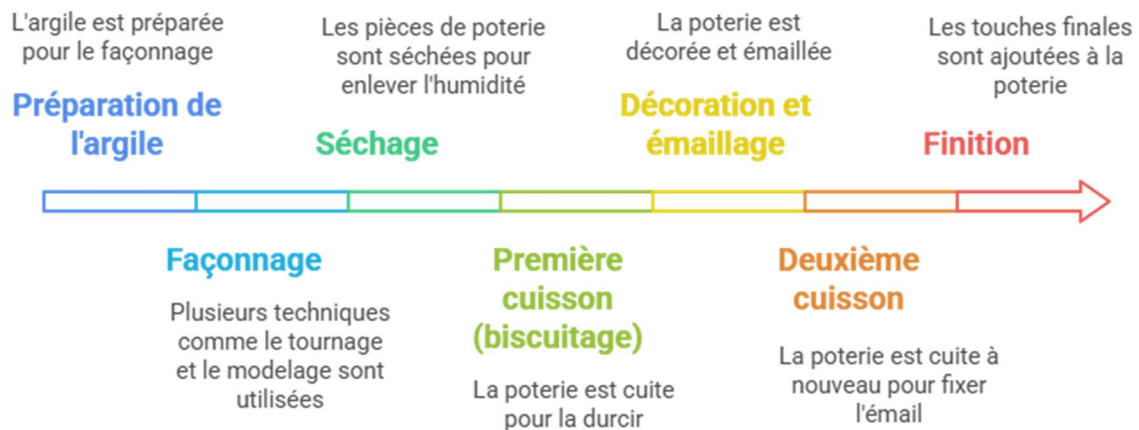 L'argile est préparée
pour le façonnage
Préparation de
l'argile
Façonnage
Plusieurs techniques
comme le tournage
et le modelage sont
utilisées
Les pièces de poterie
sont séchées pour
enlever l'humidité
Séchage
Première
cuisson
(biscuitage)
La poterie est cuite
pour la durcir
La poterie est
décorée et émaillée
Décoration et
émaillage
Deuxième
cuisson
La poterie est cuite à
nouveau pour fixer
l'émail
Les touches finales
sont ajoutées à la
poterie
Finition